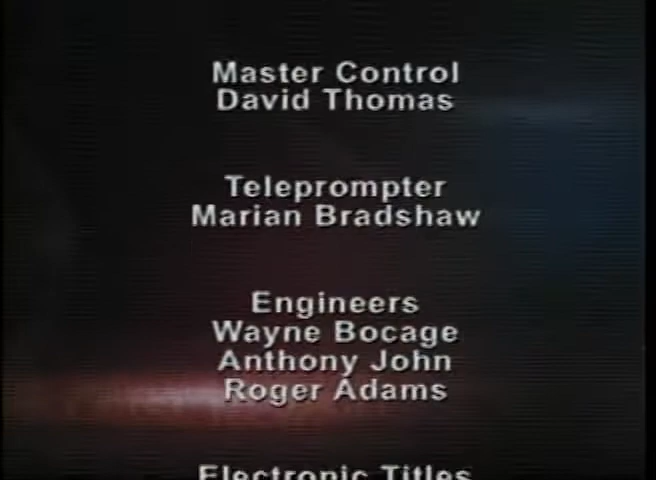 Master Control
David Thomas
Teleprompter
Marian Bradshaw
Engineers
Wayne Bocage
Anthony John
Roger Adams
Electronic Titles